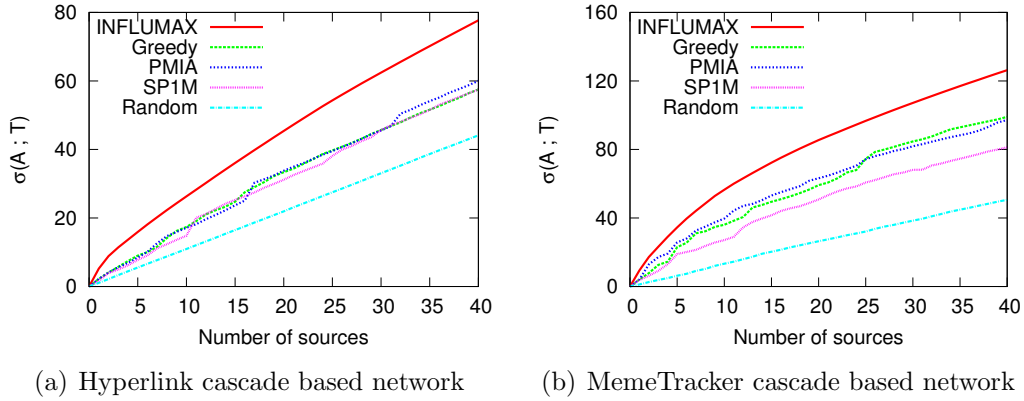 80
60
40
20
0
σ(A ; T)
INFLUMAX
Greedy
PMIA
SP1M
Random
0 5 10 15 20 25 30 35 40
Number of sources
(a) Hyperlink cascade based network
160
120
80
40
0
σ(A ; T)
INFLUMAX
Greedy
PMIA
SP1M
Random
0 5 10 15 20 25 30 35 40
Number of sources
(b) MemeTracker cascade based network